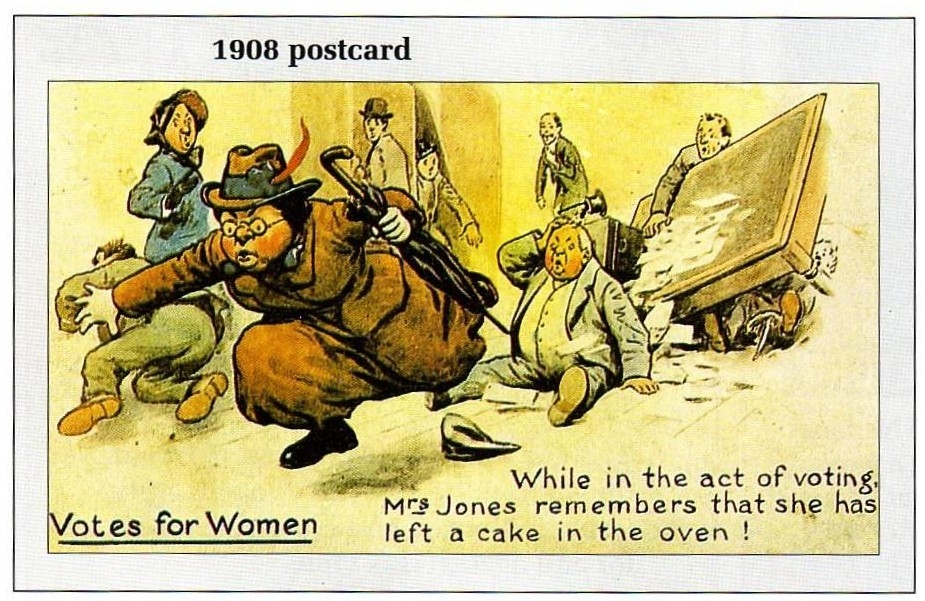 1908 postcard
While in the act of voting,
Mrs Jones remembers that she has
left a cake in the oven !
Votes for Women